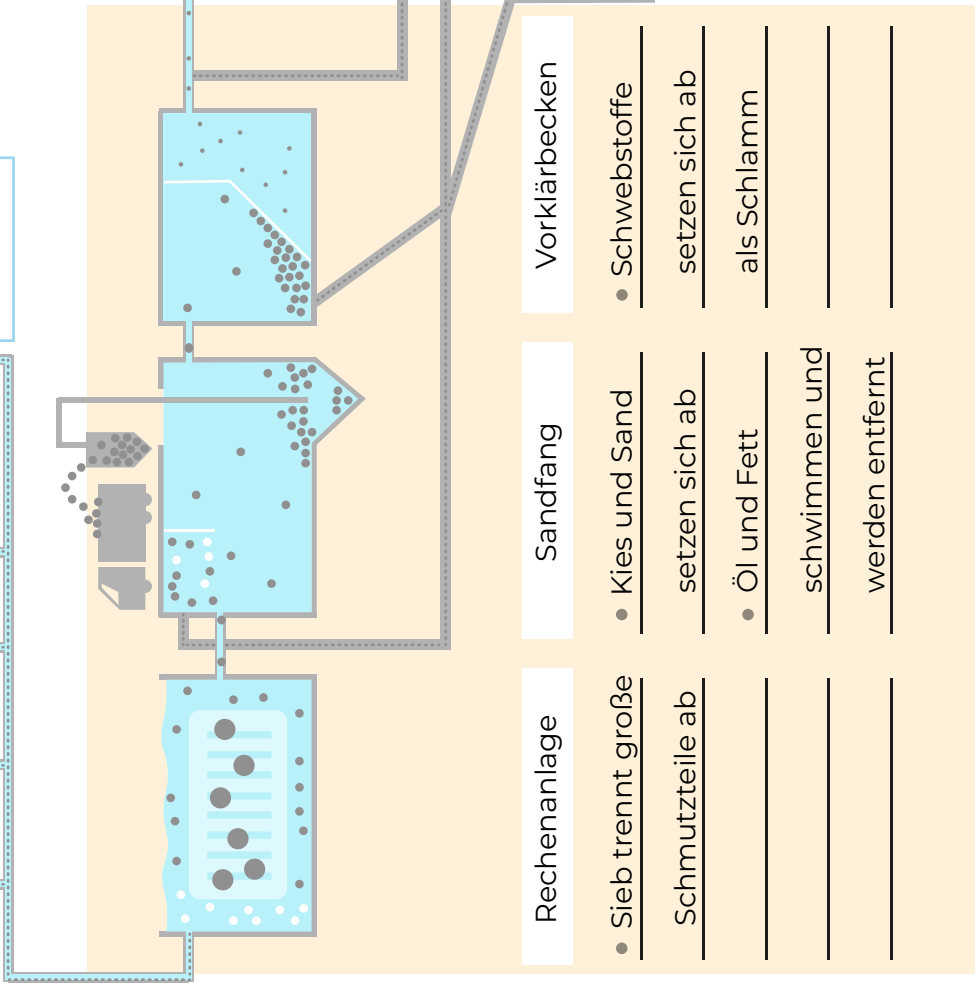 Rechenanlage
• Sieb trennt große
Schmutzteile ab
Sandfang
• Kies und Sand
setzen sich ab
• Öl und Fett
schwimmen und
werden entfernt
Vorklärbecken
• Schwebstoffe
setzen sich ab
als Schlamm